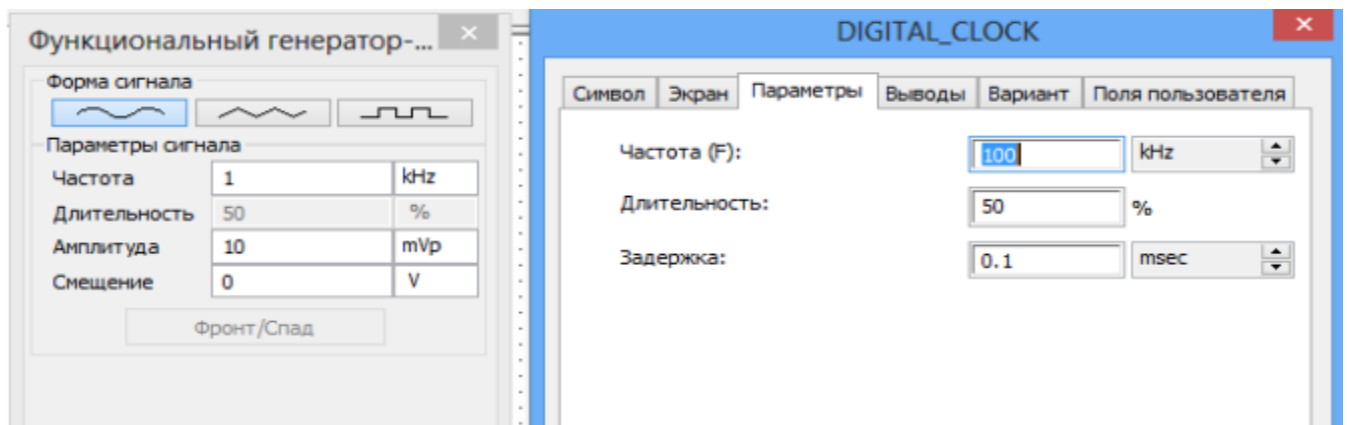 Функциональный генератор-...
Форма сигнала
Параметры сигнала
Частота 1 kHz
Длительность 50 %
Амплитуда 10 mVp
Смещение 0 V
Фронт/Спад
DIGITAL_CLOCK
Символ Экран Параметры Выводы Вариант Поля пользователя
Частота (F): 100 kHz
Длительность: 50 %
Задержка: 0.1 msec